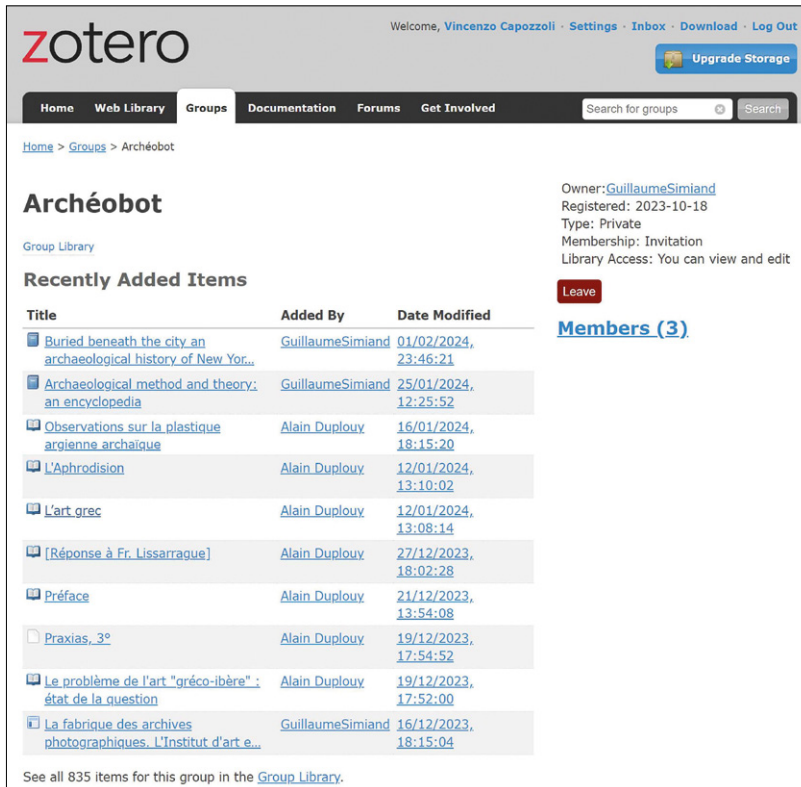 zotero
Welcome, Vincenzo Capozzoli · Settings · Inbox · Download · Log Out
Upgrade Storage
Home Web Library Groups Documentation Forums Get Involved Search for groups Search
Home > Groups > Archéobot
Archéobot
Group Library
Recently Added Items
Title Added By Date Modified
Buried beneath the city an GuillaumeSimiand 01/02/2024,
archaeological history of New Yor... 23:46:21
Archaeological method and theory: GuillaumeSimiand 25/01/2024,
an encyclopedia 12:25:52
Observations sur la plastique Alain Duplouy 16/01/2024,
argienne archaïque 18:15:20
L'Aphrodision Alain Duplouy 12/01/2024,
13:10:02
L'art grec Alain Duplouy 12/01/2024,
13:08:14
[Réponse à Fr. Lissarrague] Alain Duplouy 27/12/2023,
18:02:28
Préface Alain Duplouy 21/12/2023,
13:54:08
Praxias, 3° Alain Duplouy 19/12/2023,
17:54:52
Le problème de l'art "gréco-ibère" : Alain Duplouy 19/12/2023,
état de la question 17:52:00
La fabrique des archives GuillaumeSimiand 16/12/2023,
photographiques. L'Institut d'art e... 18:15:04
See all 835 items for this group in the Group Library.
Owner:GuillaumeSimiand
Registered: 2023-10-18
Type: Private
Membership: Invitation
Library Access: You can view and edit
Leave
Members (3)